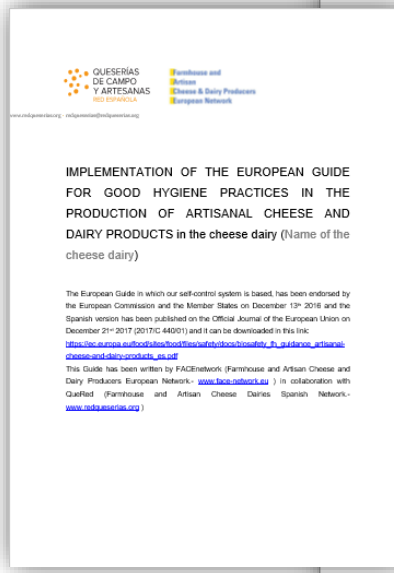 QUESERÍAS
DE CAMPO
Y ARTESANAS
RED ESPAÑOLA
Farmhouse and
Artisan
Cheese & Dairy Producers
European Network
www.redqueserias.org - redqueserias@redqueserias.org
IMPLEMENTATION OF THE EUROPEAN GUIDE
FOR GOOD HYGIENE PRACTICES IN THE
PRODUCTION OF ARTISANAL CHEESE AND
DAIRY PRODUCTS in the cheese dairy (Name of the
cheese dairy)
The European Guide in which our self-control system is based, has been endorsed by
the European Commission and the Member States on December 13th 2016 and the
Spanish version has been published on the Official Journal of the European Union on
December 21st 2017 (2017/C 440/01) and it can be downloaded in this link:
https://ec.europa.eu/food/sites/food/files/safety/docs/biosafety_fh_guidance_artisanal-
cheese-and-dairy-products_es.pdf
This Guide has been written by FACEnetwork (Farmhouse and Artisan Cheese and
Dairy Producers European Network.- www.face-network.eu ) in collaboration with
QueRed (Farmhouse and Artisan Cheese Dairies Spanish Network.-
www.redqueserias.org )